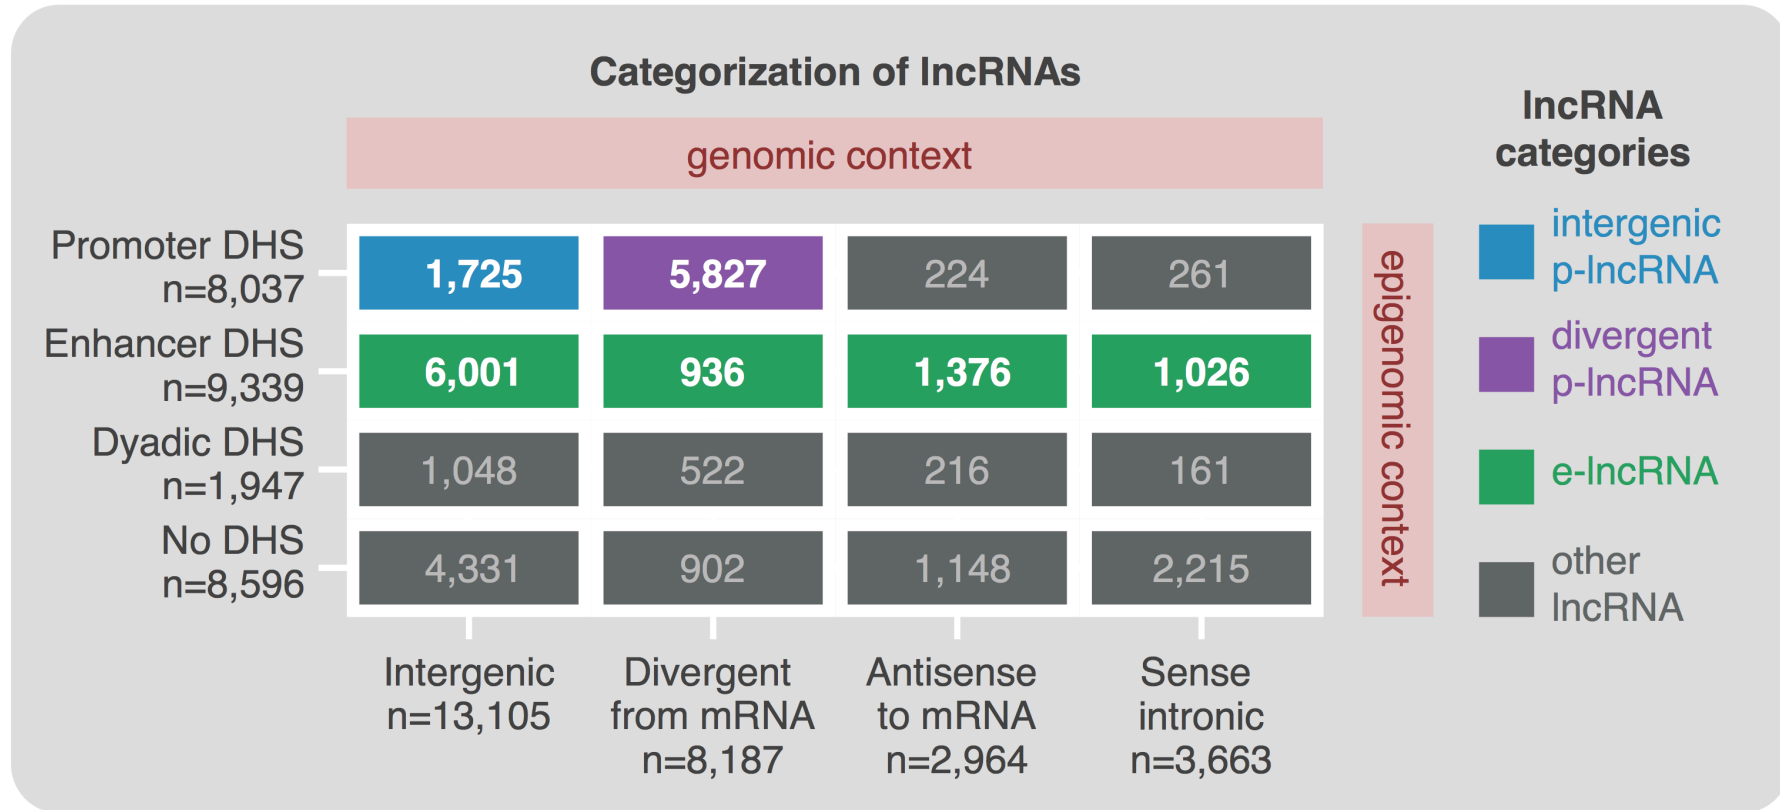 Categorization of lncRNAs
genomic context
Promoter DHS
n=8,037
1,725
5,827
224
261
Enhancer DHS
n=9,339
6,001
936
1,376
1,026
Dyadic DHS
n=1,947
1,048
522
216
161
No DHS
n=8,596
4,331
902
1,148
2,215
Intergenic
n=13,105
Divergent
from mRNA
n=8,187
Antisense
to mRNA
n=2,964
Sense
intronic
n=3,663
epigenomic context
lncRNA
categories
intergenic
p-lncRNA
divergent
p-lncRNA
e-lncRNA
other
lncRNA